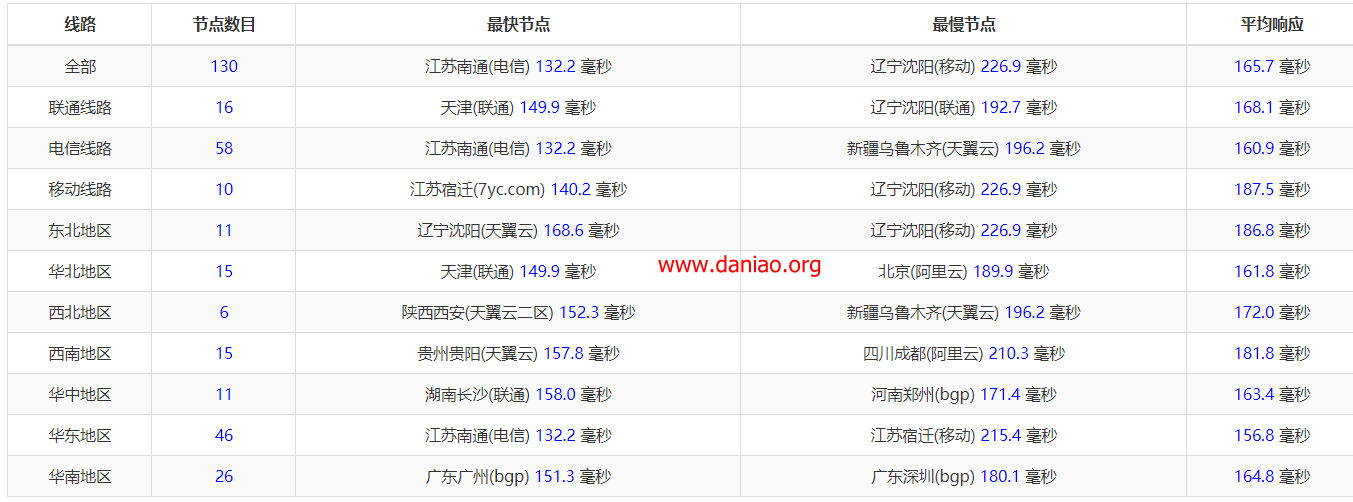 线路 节点数目 最快节点 最慢节点 平均响应
全部 130 江苏南通(电信) 132.2 毫秒 辽宁沈阳(移动) 226.9 毫秒 165.7 毫秒
联通线路 16 天津(联通) 149.9 毫秒 辽宁沈阳(联通) 192.7 毫秒 168.1 毫秒
电信线路 58 江苏南通(电信) 132.2 毫秒 新疆乌鲁木齐(天翼云) 196.2 毫秒 160.9 毫秒
移动线路 10 江苏宿迁(7yc.com) 140.2 毫秒 辽宁沈阳(移动) 226.9 毫秒 187.5 毫秒
东北地区 11 辽宁沈阳(天翼云) 168.6 毫秒 辽宁沈阳(移动) 226.9 毫秒 186.8 毫秒
www.daniao.org
华北地区 15 天津(联通) 149.9 毫秒 北京(阿里云) 189.9 毫秒 161.8 毫秒
西北地区 6 陕西西安(天翼云二区) 152.3 毫秒 新疆乌鲁木齐(天翼云) 196.2 毫秒 172.0 毫秒
西南地区 15 贵州贵阳(天翼云) 157.8 毫秒 四川成都(阿里云) 210.3 毫秒 181.8 毫秒
华中地区 11 湖南长沙(联通) 158.0 毫秒 河南郑州(bgp) 171.4 毫秒 163.4 毫秒
华东地区 46 江苏南通(电信) 132.2 毫秒 江苏宿迁(移动) 215.4 毫秒 156.8 毫秒
华南地区 26 广东广州(bgp) 151.3 毫秒 广东深圳(bgp) 180.1 毫秒 164.8 毫秒